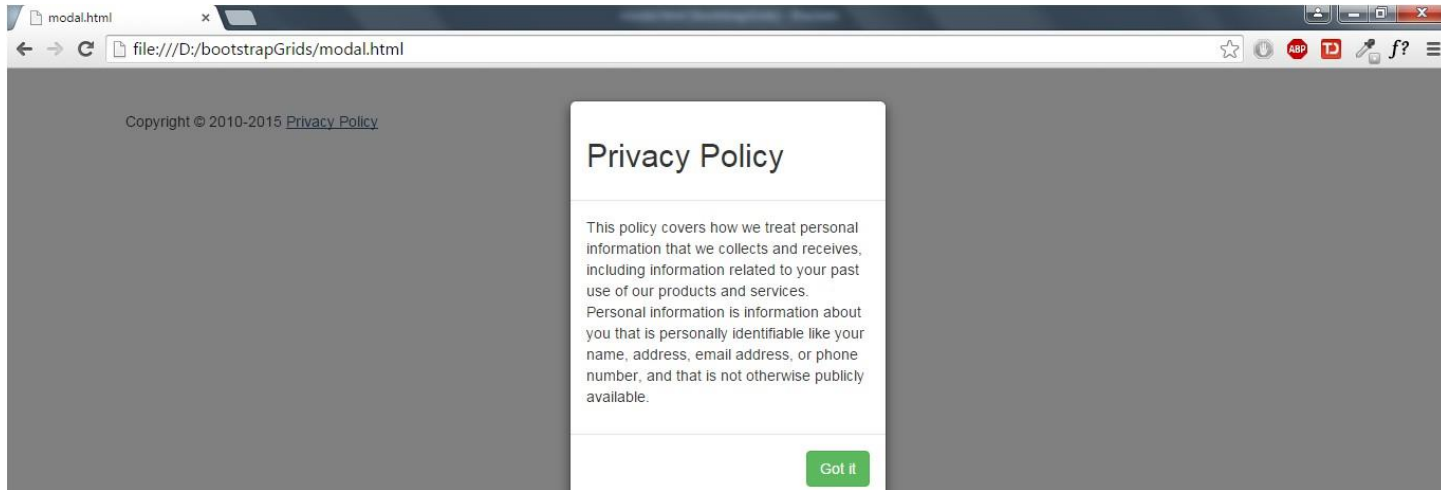 modal.html
file:///D:/bootstrapGrids/modal.html
ABP
f?
Copyright © 2010-2015 Privacy Policy
Privacy Policy
This policy covers how we treat personal
information that we collects and receives,
including information related to your past
use of our products and services.
Personal information is information about
you that is personally identifiable like your
name, address, email address, or phone
number, and that is not otherwise publicly
available.
Got it